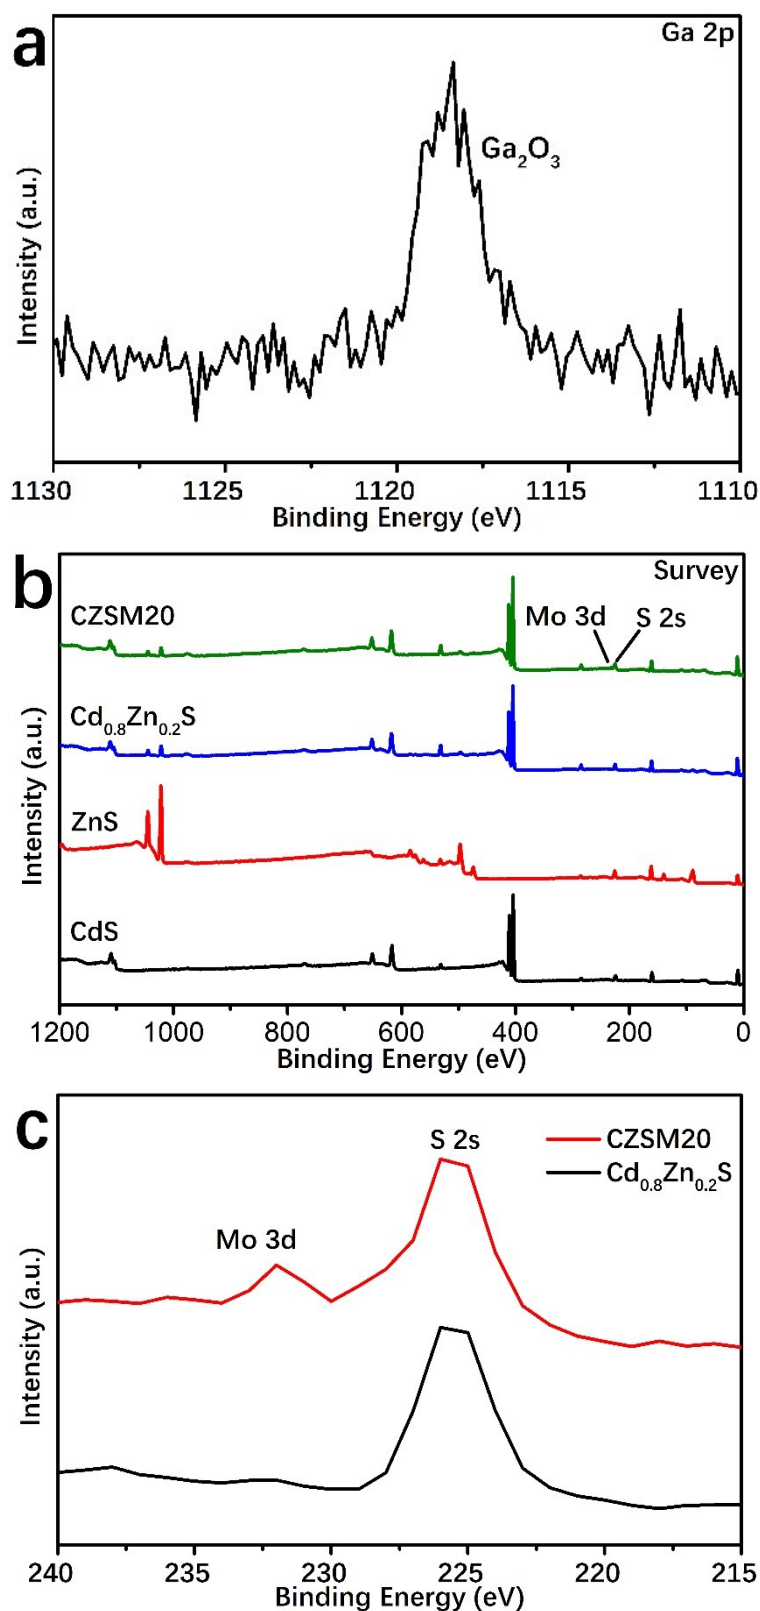 a
Ga 2p
Ga₂O₃
Intensity (a.u.)
1130 1125 1120 1115 1110
Binding Energy (eV)
b
Survey
CZSM20
Mo 3d S 2s
Cd₀.₈Zn₀.₂S
ZnS
CdS
Intensity (a.u.)
1200 1000 800 600 400 200 0
Binding Energy (eV)
c
S 2s
CZSM20
Cd₀.₈Zn₀.₂S
Mo 3d
Intensity (a.u.)
240 235 230 225 220 215
Binding Energy (eV)